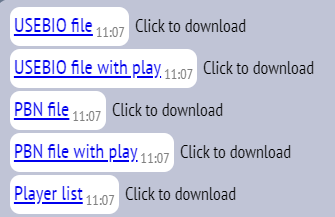 USEBIO file 11:07 Click to download
USEBIO file with play 11:07 Click to download
PBN file 11:07 Click to download
PBN file with play 11:07 Click to download
Player list 11:07 Click to download